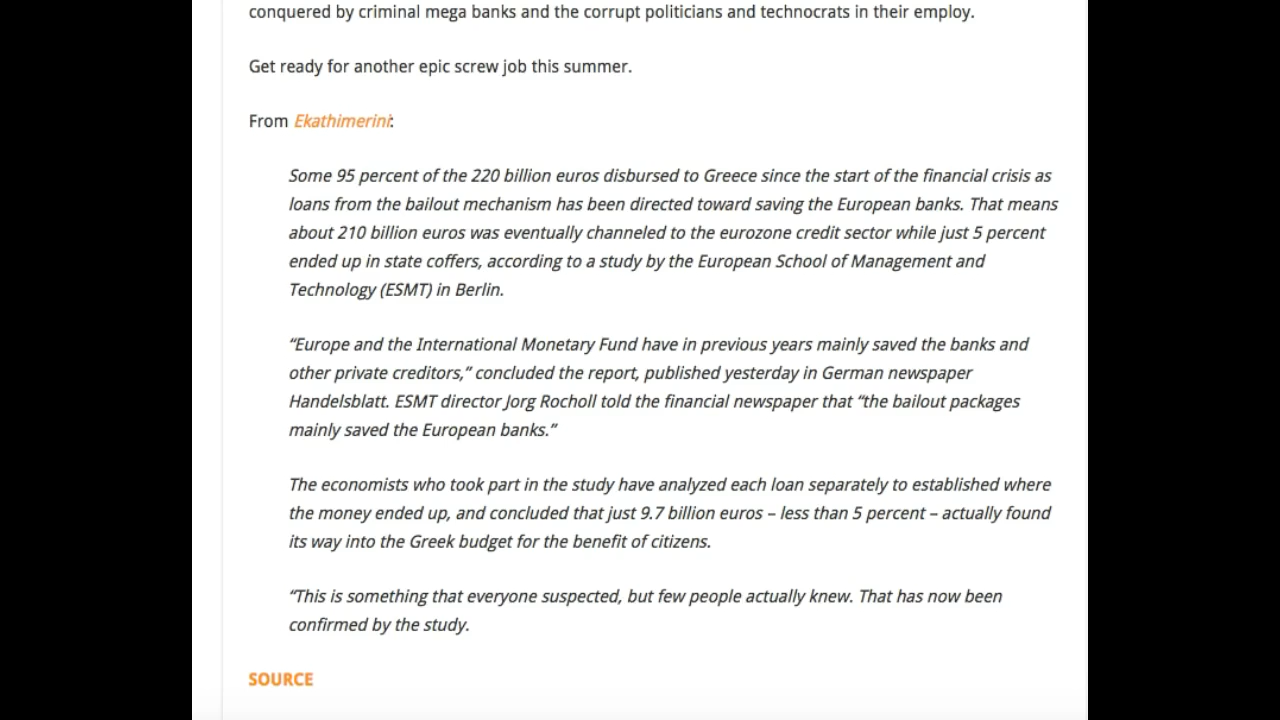 conquered by criminal mega banks and the corrupt politicians and technocrats in their employ.
Get ready for another epic screw job this summer.
From Ekathimerini:
Some 95 percent of the 220 billion euros disbursed to Greece since the start of the financial crisis as
loans from the bailout mechanism has been directed toward saving the European banks. That means
about 210 billion euros was eventually channeled to the eurozone credit sector while just 5 percent
ended up in state coffers, according to a study by the European School of Management and
Technology (ESMT) in Berlin.
“Europe and the International Monetary Fund have in previous years mainly saved the banks and
other private creditors,” concluded the report, published yesterday in German newspaper
Handelsblatt. ESMT director Jorg Rocholl told the financial newspaper that “the bailout packages
mainly saved the European banks.”
The economists who took part in the study have analyzed each loan separately to established where
the money ended up, and concluded that just 9.7 billion euros – less than 5 percent – actually found
its way into the Greek budget for the benefit of citizens.
“This is something that everyone suspected, but few people actually knew. That has now been
confirmed by the study.
SOURCE